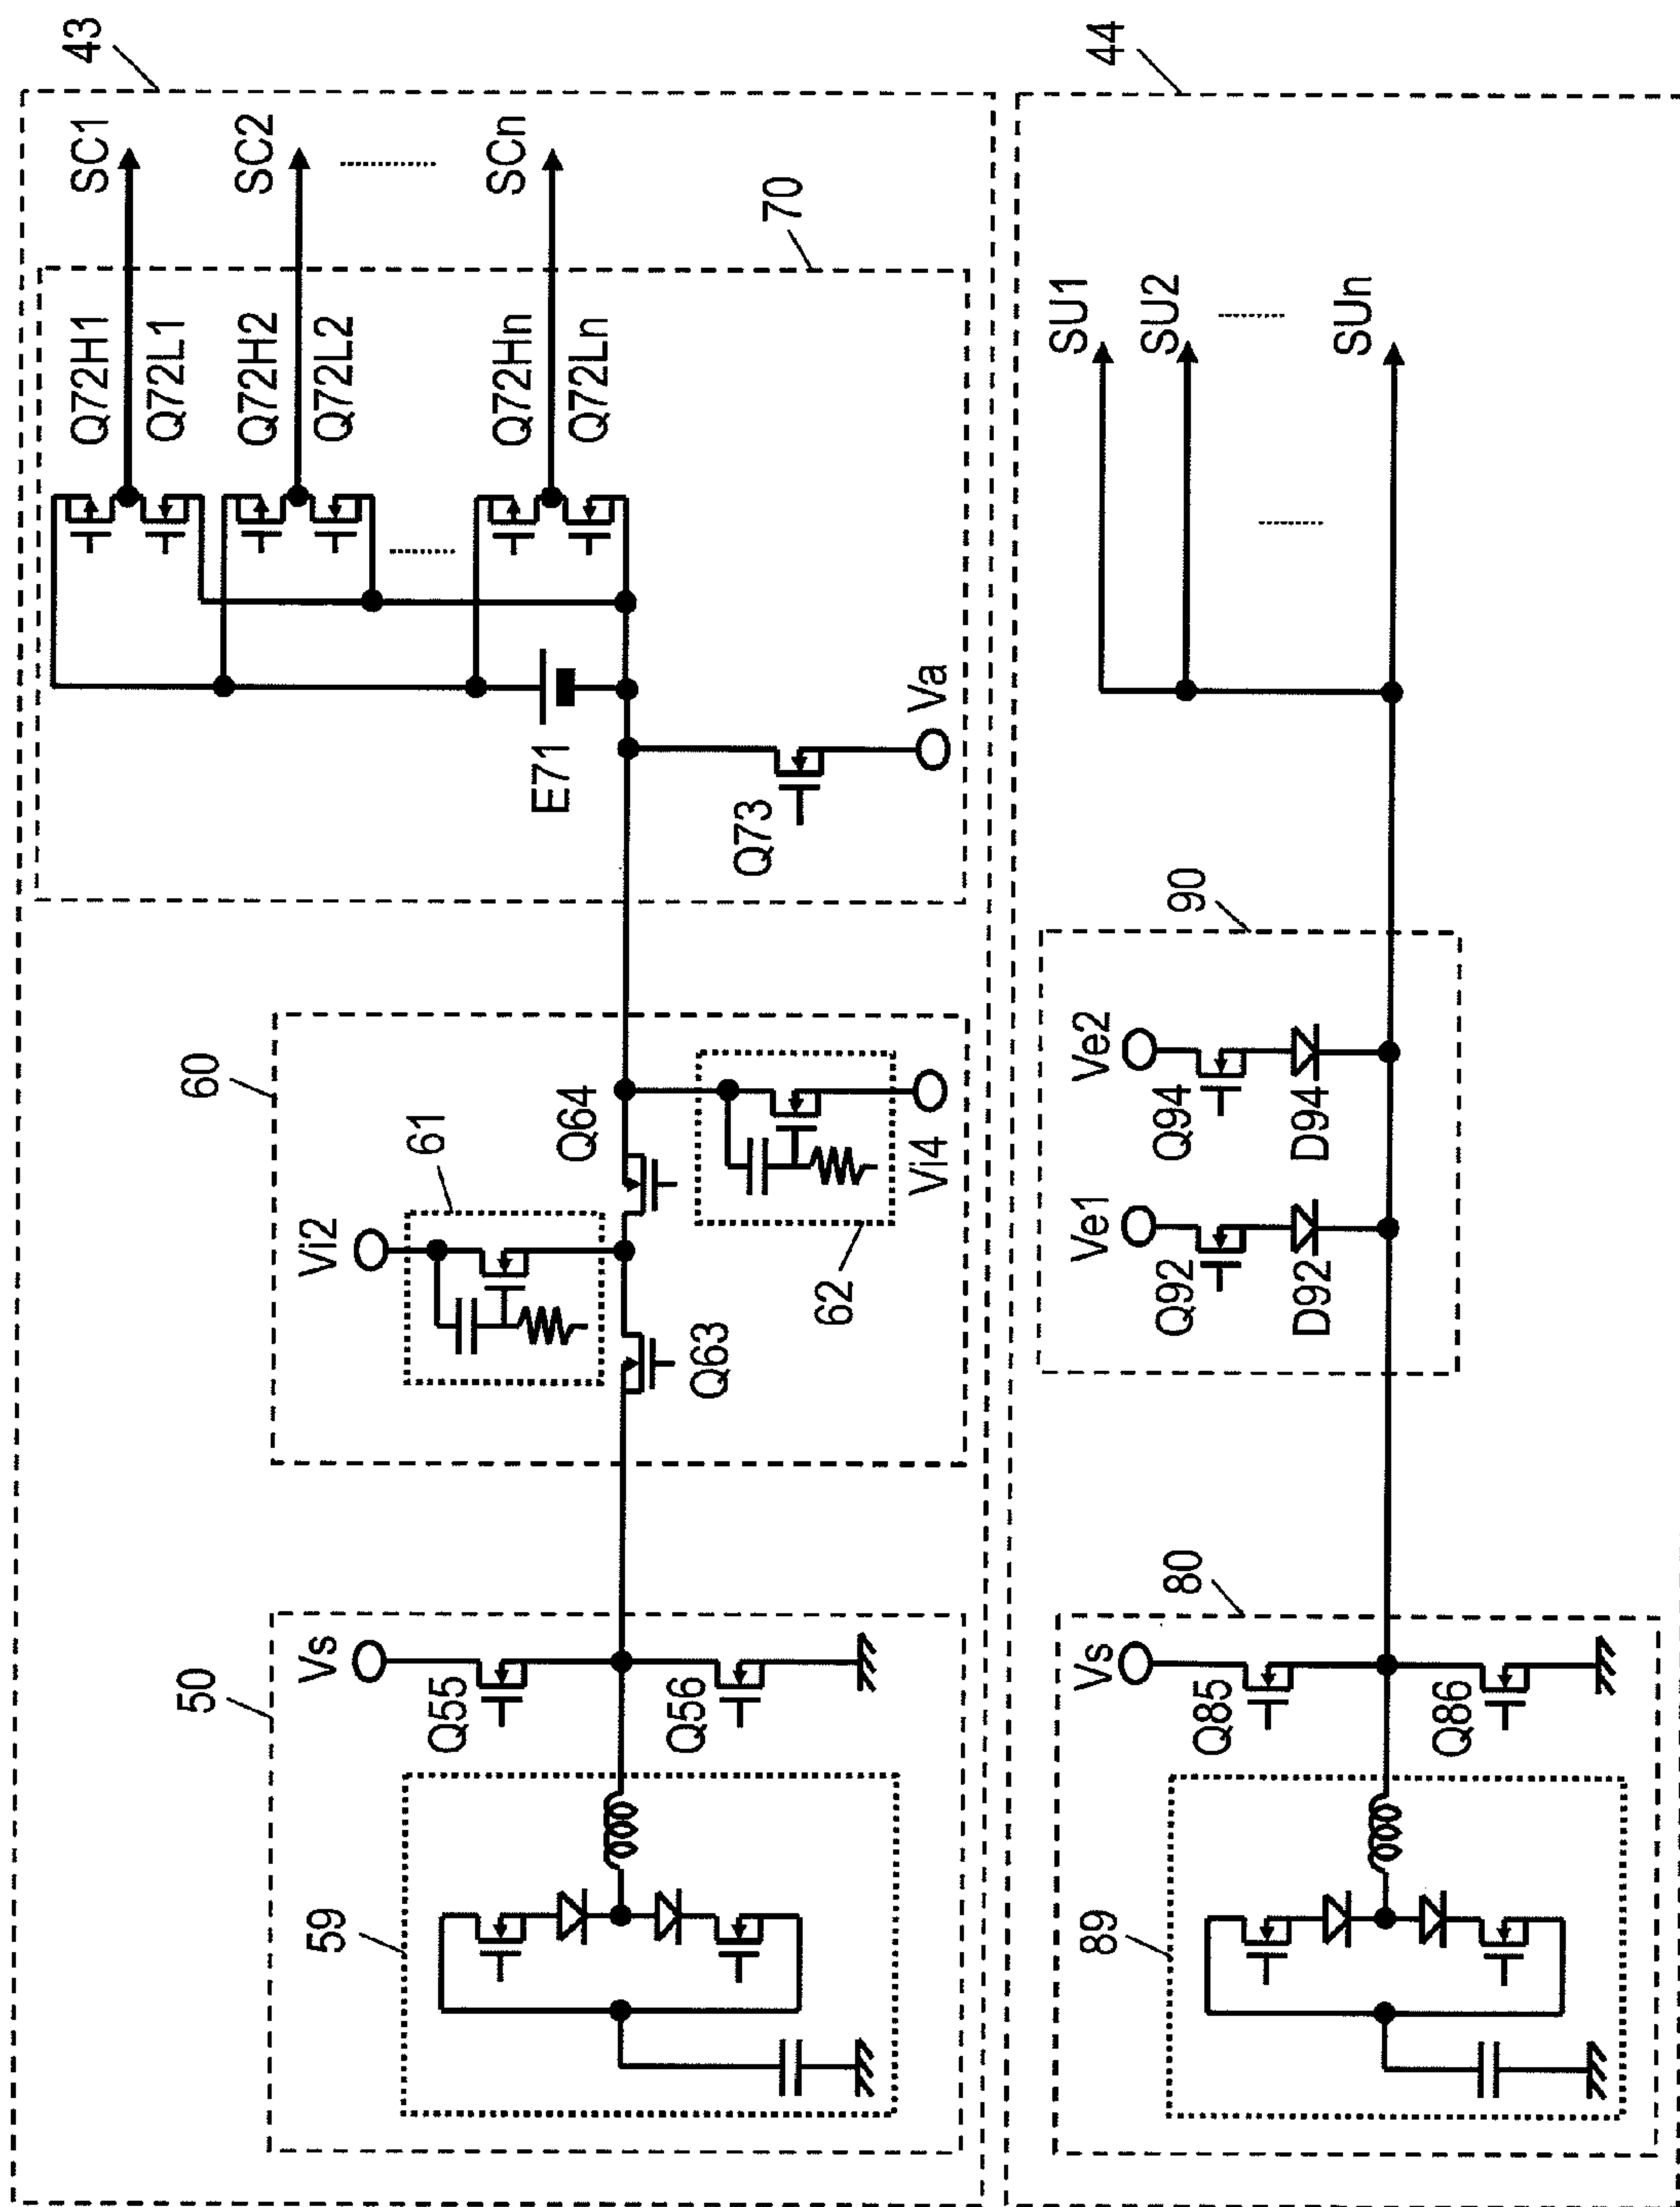 43
SC1
SC2
SCn
70
Q72H1
Q72L1
Q72H2
Q72L2
Q72Hn
Q72Ln
E71
Q73
Va
60
61
Vi2
Q64
Q63
62
Vi4
50
Vs
Q55
Q56
59
44
SU1
SU2
SUn
90
Ve2
Q94
D94
Ve1
Q92
D92
80
Vs
Q85
Q86
89